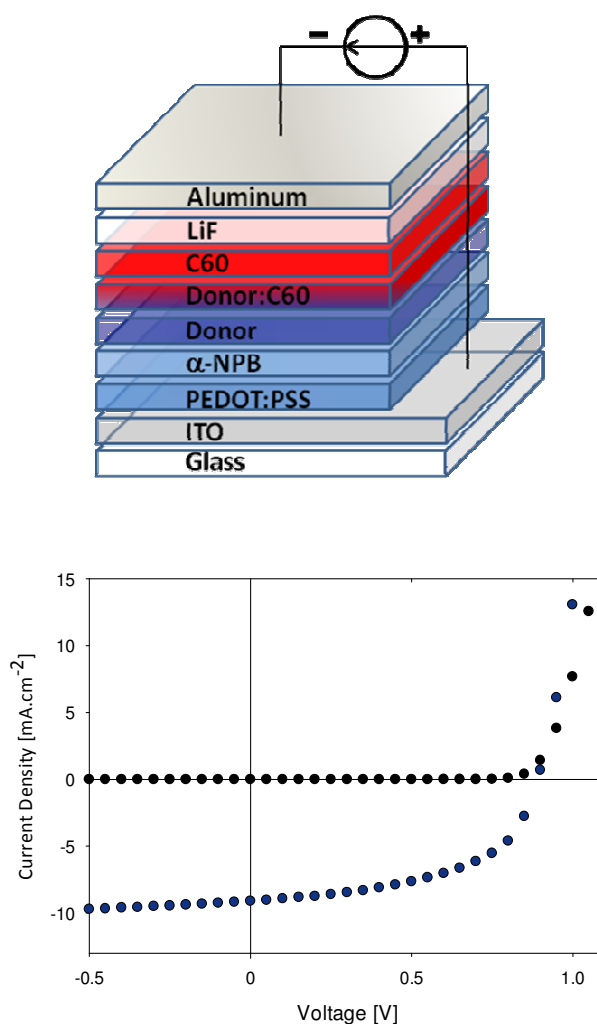 - +
Aluminum
LiF
C60
Donor:C60
Donor
α-NPB
PEDOT:PSS
ITO
Glass
15
10
5
0
-5
-10
Current Density [mA.cm-2]
-0.5 0 0.5 1.0
Voltage [V]